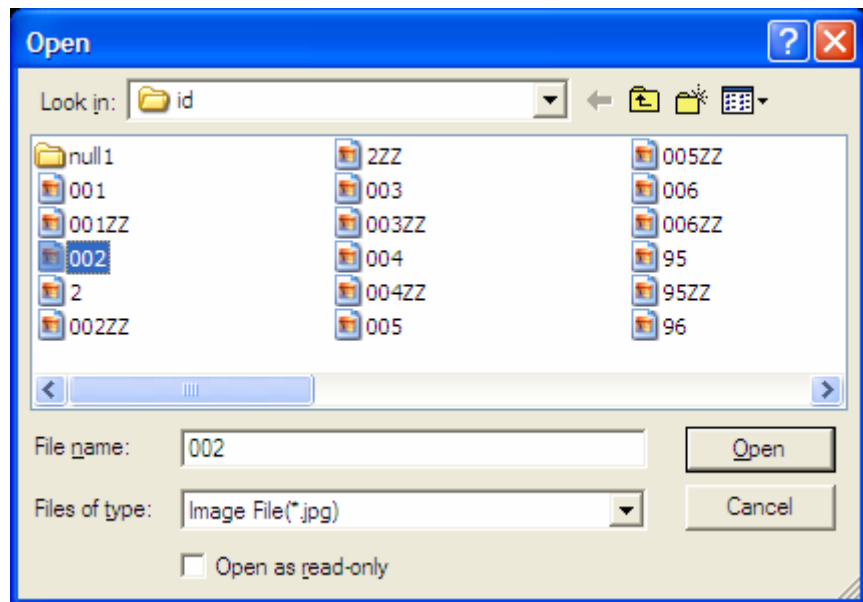 Open
Look in: id
null1 2ZZ 005ZZ
001 003 006
001ZZ 003ZZ 006ZZ
002 004 95
2 004ZZ 95ZZ
002ZZ 005 96
File name: 002 Open
Files of type: Image File(*.jpg) Cancel
Open as read-only